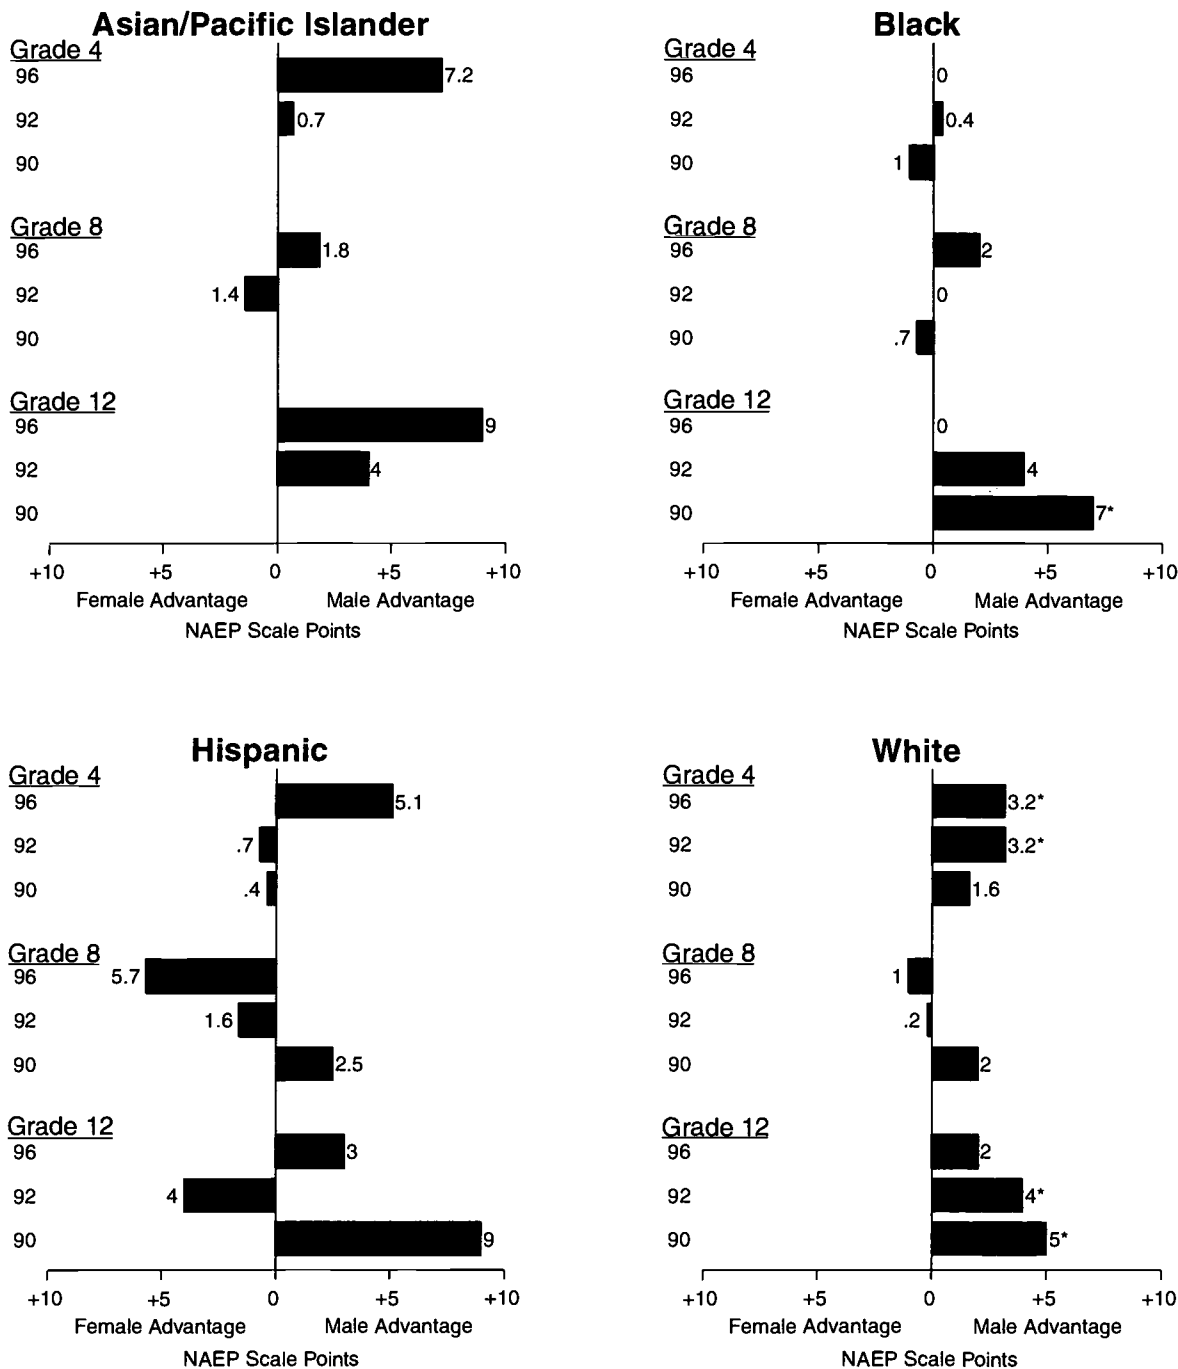 Asian/Pacific Islander
Grade 4
96 7.2
92 0.7
90
Grade 8
96 1.8
92 1.4
90
Grade 12
96 9
92 4
90
+10 +5 0 +5 +10
Female Advantage Male Advantage
NAEP Scale Points
Black
Grade 4
96 0
92 0.4
90 1
Grade 8
96 2
92 0
90 .7
Grade 12
96 0
92 4
90 7*
+10 +5 0 +5 +10
Female Advantage Male Advantage
NAEP Scale Points
Hispanic
Grade 4
96 5.1
92 .7
90 .4
Grade 8
96 5.7
92 1.6
90 2.5
Grade 12
96 3
92 4
90 9
+10 +5 0 +5 +10
Female Advantage Male Advantage
NAEP Scale Points
White
Grade 4
96 3.2*
92 3.2*
90 1.6
Grade 8
96 1
92 .2
90 2
Grade 12
96 2
92 4*
90 5*
+10 +5 0 +5 +10
Female Advantage Male Advantage
NAEP Scale Points